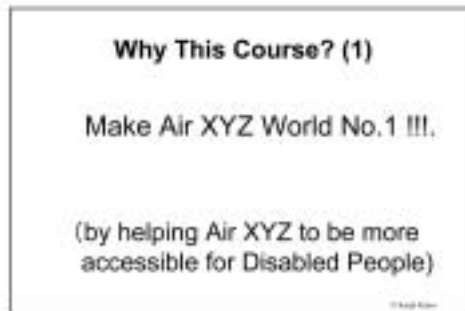 Why This Course? (1)
Make Air XYZ World No.1 !!!.
(by helping Air XYZ to be more
accessible for Disabled People)